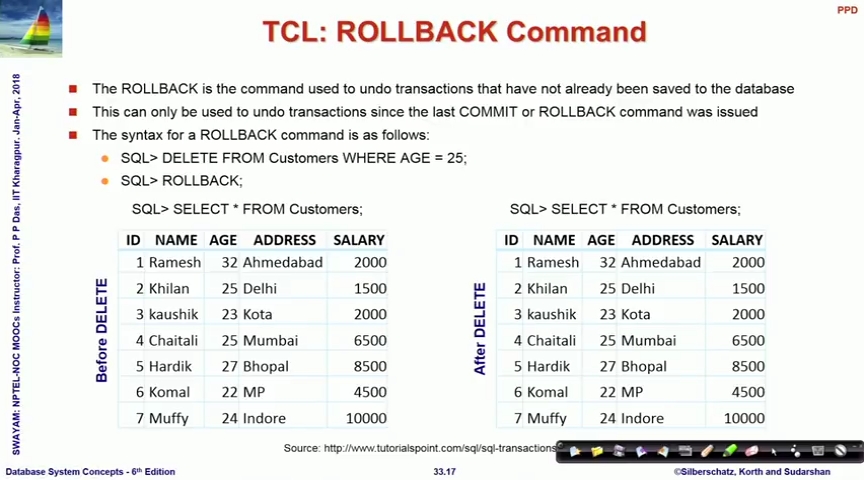 PPD
TCL: ROLLBACK Command
The ROLLBACK is the command used to undo transactions that have not already been saved to the database
This can only be used to undo transactions since the last COMMIT or ROLLBACK command was issued
The syntax for a ROLLBACK command is as follows:
SQL> DELETE FROM Customers WHERE AGE = 25;
SQL> ROLLBACK;
SQL> SELECT * FROM Customers;
Before DELETE
ID NAME AGE ADDRESS SALARY
1 Ramesh 32 Ahmedabad 2000
2 Khilan 25 Delhi 1500
3 kaushik 23 Kota 2000
4 Chaitali 25 Mumbai 6500
5 Hardik 27 Bhopal 8500
6 Komal 22 MP 4500
7 Muffy 24 Indore 10000
SQL> SELECT * FROM Customers;
After DELETE
ID NAME AGE ADDRESS SALARY
1 Ramesh 32 Ahmedabad 2000
2 Khilan 25 Delhi 1500
3 kaushik 23 Kota 2000
4 Chaitali 25 Mumbai 6500
5 Hardik 27 Bhopal 8500
6 Komal 22 MP 4500
7 Muffy 24 Indore 10000
Source: http://www.tutorialspoint.com/sql/sql-transactions
SWAYAM: NPTEL-NOC MOOCs Instructor: Prof. P P Das, IIT Kharagpur. Jan-Apr, 2018
Database System Concepts - 6th Edition
33.17
©Silberschatz, Korth and Sudarshan